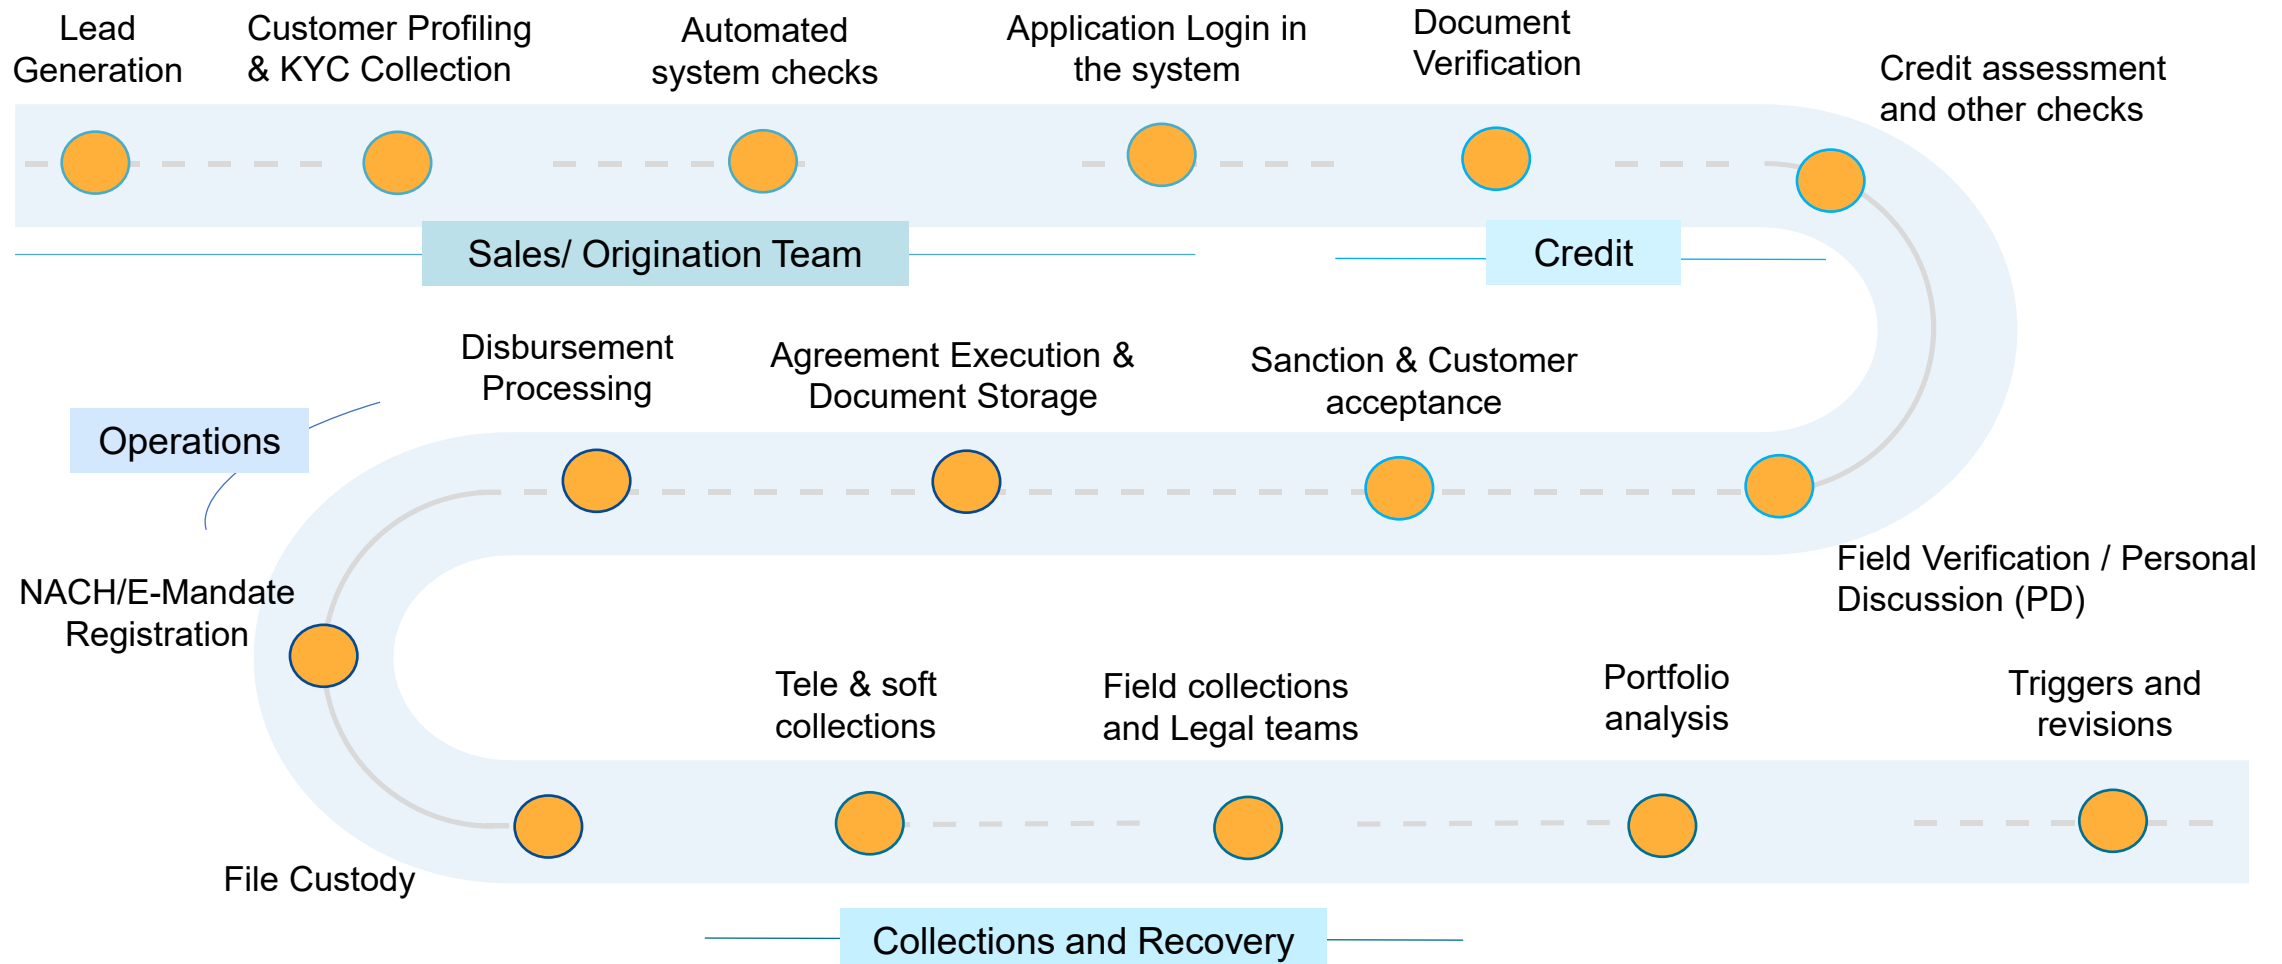 Lead
Generation
Customer Profiling
& KYC Collection
Automated
system checks
Application Login in
the system
Document
Verification
Credit assessment
and other checks
Sales/ Origination Team
Credit
Disbursement
Processing
Agreement Execution &
Document Storage
Sanction & Customer
acceptance
Operations
Field Verification / Personal
Discussion (PD)
NACH/E-Mandate
Registration
Tele & soft
collections
Field collections
and Legal teams
Portfolio
analysis
Triggers and
revisions
File Custody
Collections and Recovery